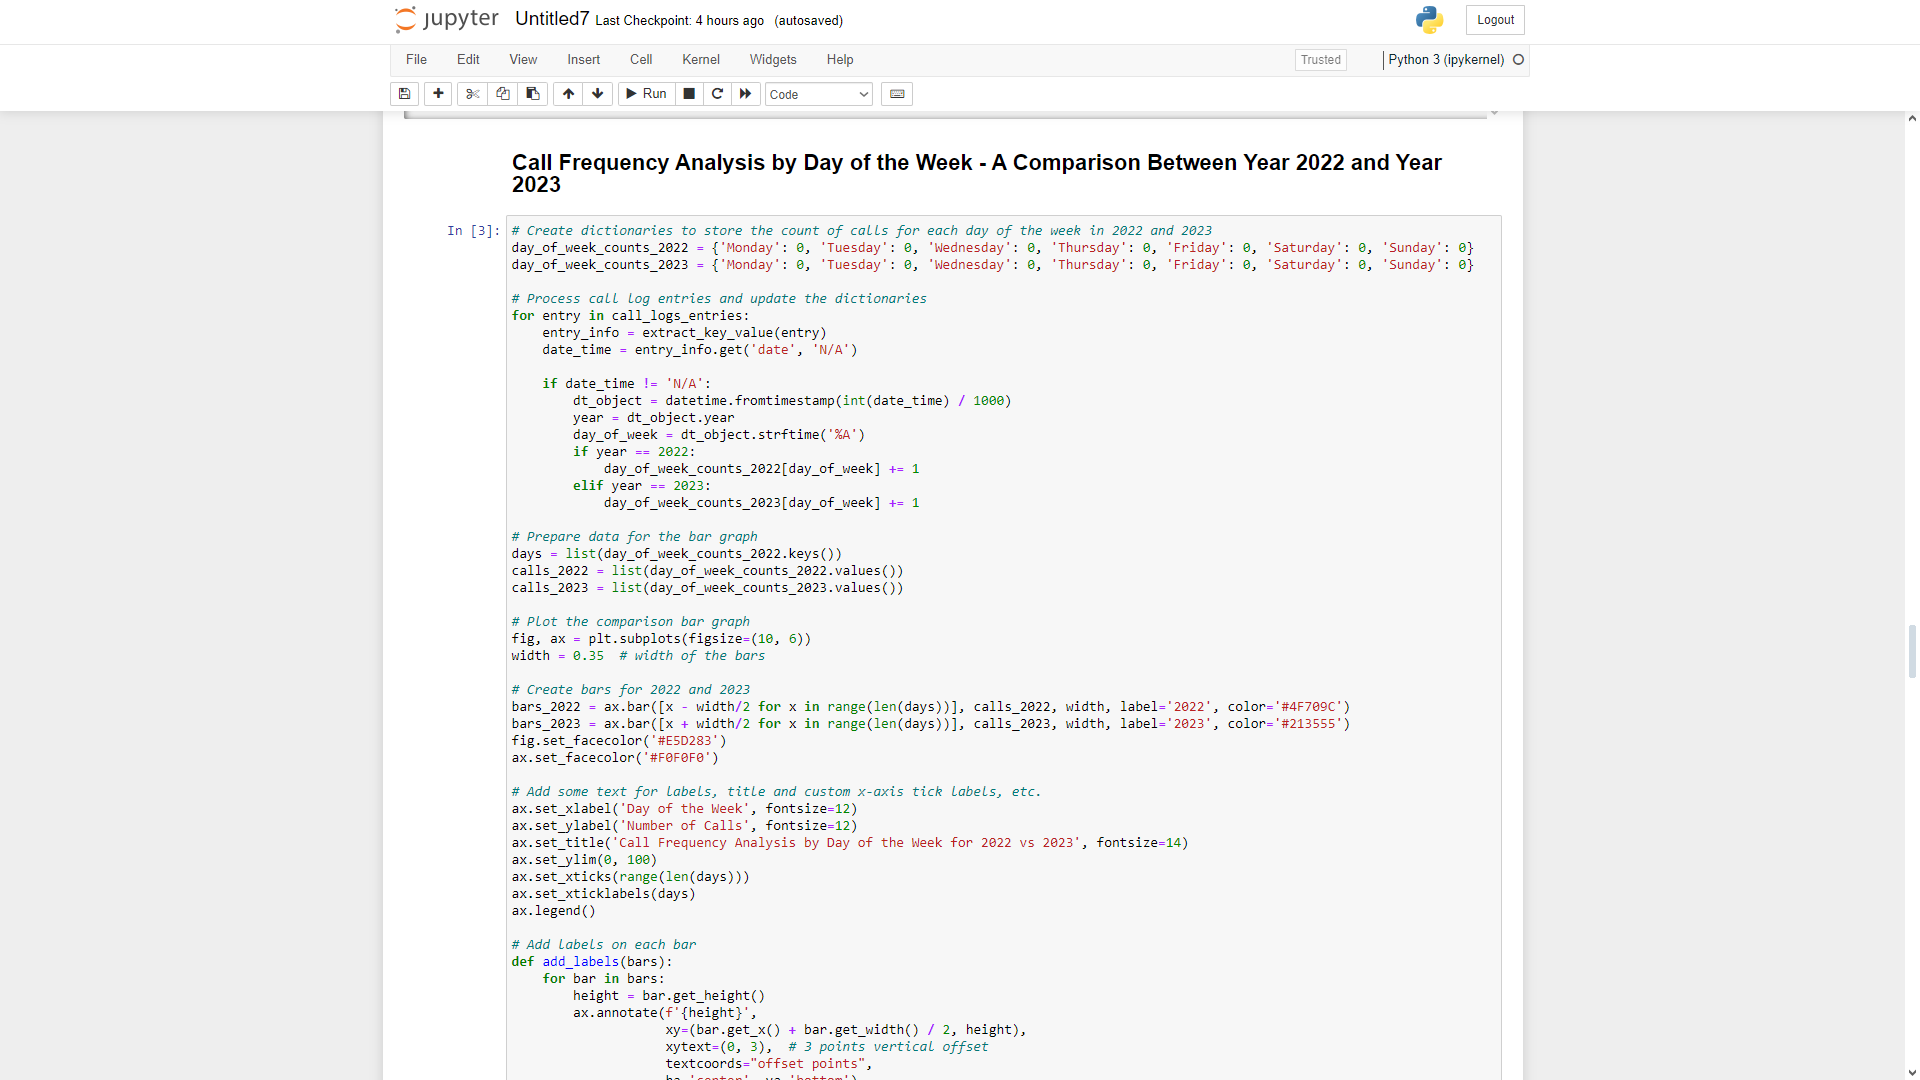 jupyter Untitled7 Last Checkpoint: 4 hours ago (autosaved) Logout
File Edit View Insert Cell Kernel Widgets Help Trusted Python 3 (ipykernel)
Run Code
Call Frequency Analysis by Day of the Week - A Comparison Between Year 2022 and Year
2023
In [3]:
# Create dictionaries to store the count of calls for each day of the week in 2022 and 2023
day_of_week_counts_2022 = {'Monday': 0, 'Tuesday': 0, 'Wednesday': 0, 'Thursday': 0, 'Friday': 0, 'Saturday': 0, 'Sunday': 0}
day_of_week_counts_2023 = {'Monday': 0, 'Tuesday': 0, 'Wednesday': 0, 'Thursday': 0, 'Friday': 0, 'Saturday': 0, 'Sunday': 0}

# Process call log entries and update the dictionaries
for entry in call_logs_entries:
    entry_info = extract_key_value(entry)
    date_time = entry_info.get('date', 'N/A')

    if date_time != 'N/A':
        dt_object = datetime.fromtimestamp(int(date_time) / 1000)
        year = dt_object.year
        day_of_week = dt_object.strftime('%A')
        if year == 2022:
            day_of_week_counts_2022[day_of_week] += 1
        elif year == 2023:
            day_of_week_counts_2023[day_of_week] += 1

# Prepare data for the bar graph
days = list(day_of_week_counts_2022.keys())
calls_2022 = list(day_of_week_counts_2022.values())
calls_2023 = list(day_of_week_counts_2023.values())

# Plot the comparison bar graph
fig, ax = plt.subplots(figsize=(10, 6))
width = 0.35  # width of the bars

# Create bars for 2022 and 2023
bars_2022 = ax.bar([x - width/2 for x in range(len(days))], calls_2022, width, label='2022', color='#4F709C')
bars_2023 = ax.bar([x + width/2 for x in range(len(days))], calls_2023, width, label='2023', color='#213555')
fig.set_facecolor('#E5D283')
ax.set_facecolor('#F0F0F0')

# Add some text for labels, title and custom x-axis tick labels, etc.
ax.set_xlabel('Day of the Week', fontsize=12)
ax.set_ylabel('Number of Calls', fontsize=12)
ax.set_title('Call Frequency Analysis by Day of the Week for 2022 vs 2023', fontsize=14)
ax.set_ylim(0, 100)
ax.set_xticks(range(len(days)))
ax.set_xticklabels(days)
ax.legend()

# Add labels on each bar
def add_labels(bars):
    for bar in bars:
        height = bar.get_height()
        ax.annotate(f'{height}',
                    xy=(bar.get_x() + bar.get_width() / 2, height),
                    xytext=(0, 3),  # 3 points vertical offset
                    textcoords="offset points",